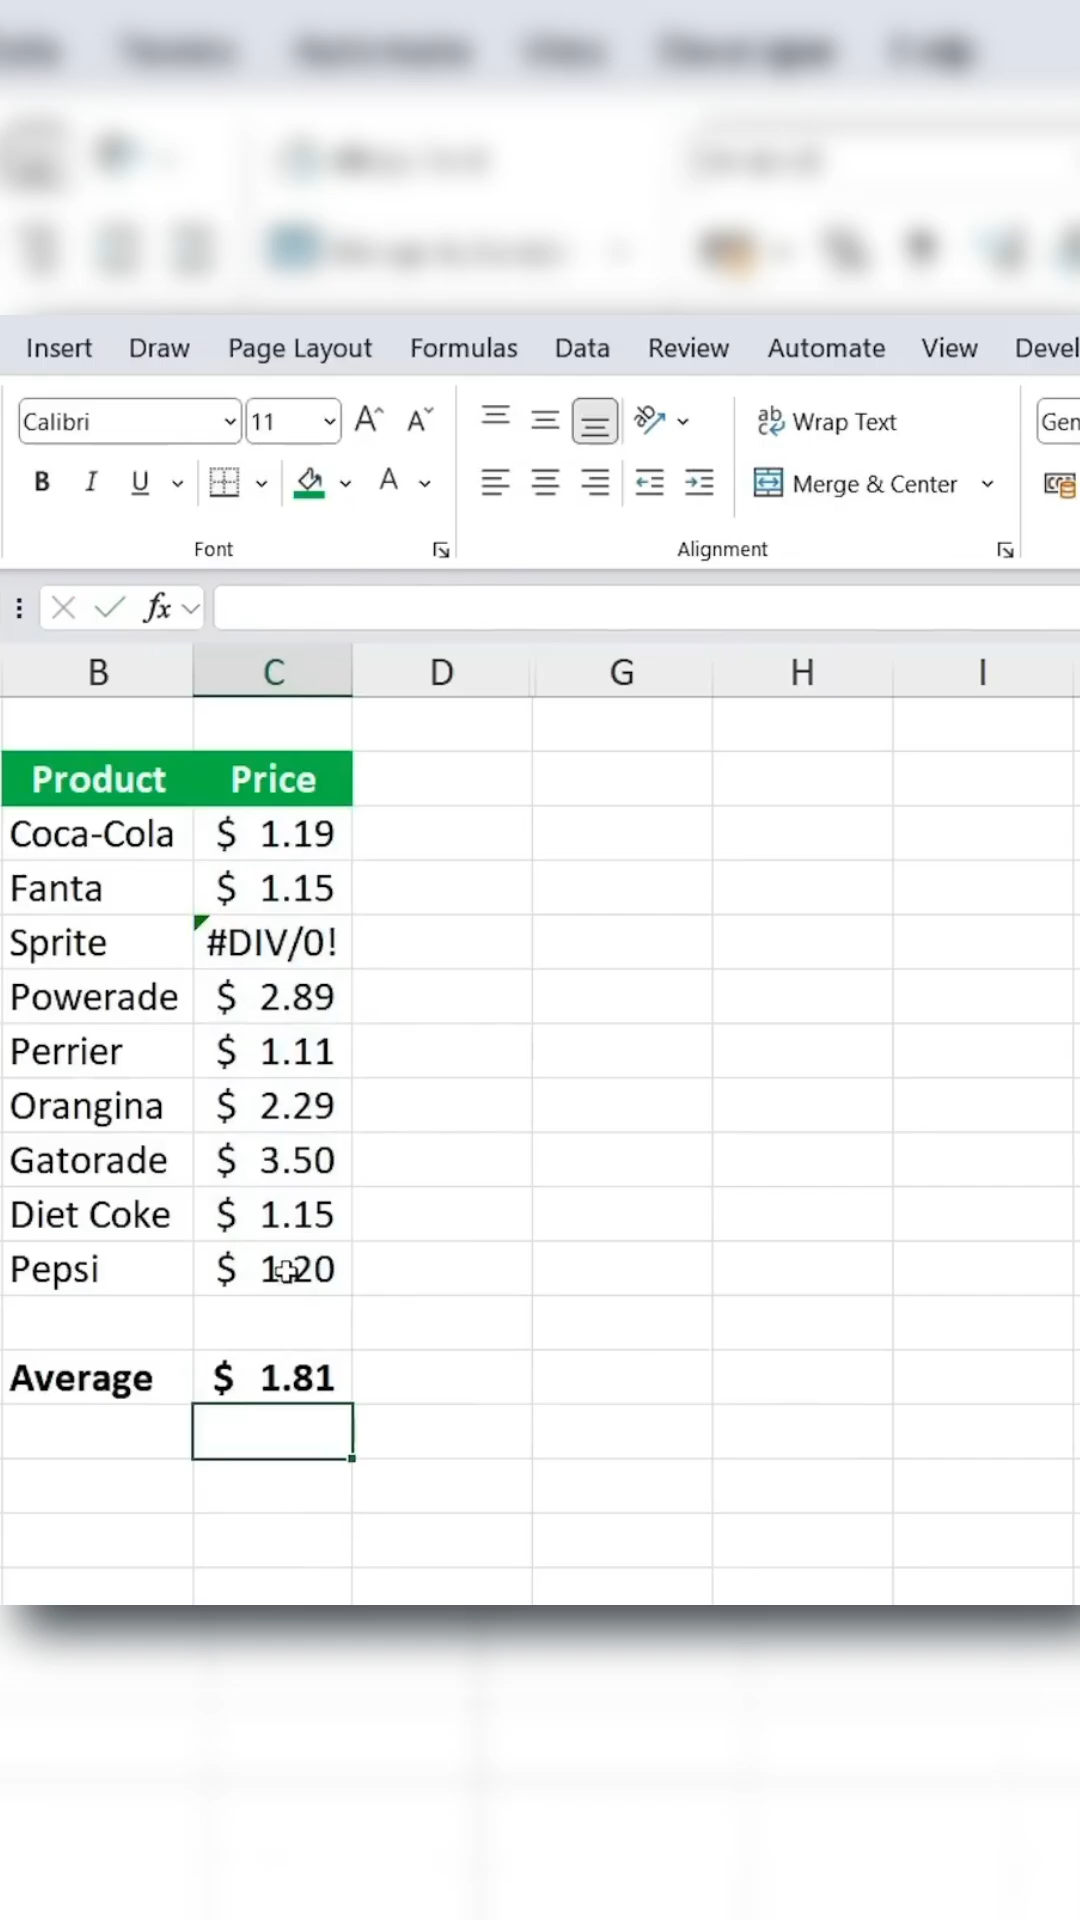 Insert Draw Page Layout Formulas Data Review Automate View Devel
Calibri 11 A A ab Wrap Text Gen
B I U A Merge & Center
Font Alignment
fx
B C D G H I
Product Price
Coca-Cola $ 1.19
Fanta $ 1.15
Sprite #DIV/0!
Powerade $ 2.89
Perrier $ 1.11
Orangina $ 2.29
Gatorade $ 3.50
Diet Coke $ 1.15
Pepsi $ 1.20
Average $ 1.81